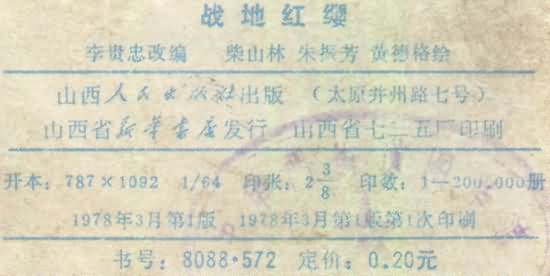 战地红缨
李贤忠改编 柴山林 朱振芳 黄德格绘
山西人民出版社出版 （太原并州路七号）
山西省新华书店发行 山西省七二五厂印刷
开本：787×1092 1/64 印张：2 3/8 印数：1—200,000册
1978年3月第1版 1978年3月第1版第1次印刷
书号：8088·572 定价：0.20元